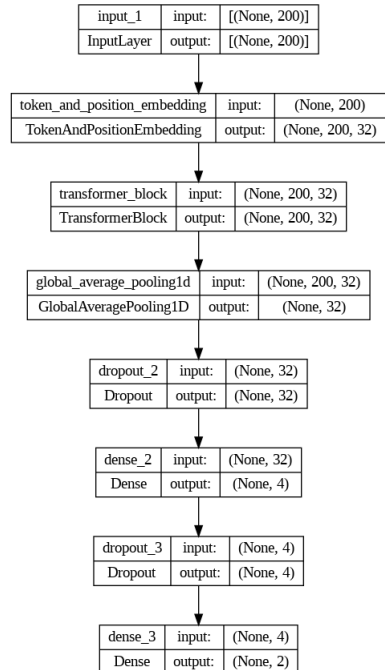 input_1 input: [(None, 200)]
InputLayer output: [(None, 200)]
token_and_position_embedding input: (None, 200)
TokenAndPositionEmbedding output: (None, 200, 32)
transformer_block input: (None, 200, 32)
TransformerBlock output: (None, 200, 32)
global_average_pooling1d input: (None, 200, 32)
GlobalAveragePooling1D output: (None, 32)
dropout_2 input: (None, 32)
Dropout output: (None, 32)
dense_2 input: (None, 32)
Dense output: (None, 4)
dropout_3 input: (None, 4)
Dropout output: (None, 4)
dense_3 input: (None, 4)
Dense output: (None, 2)